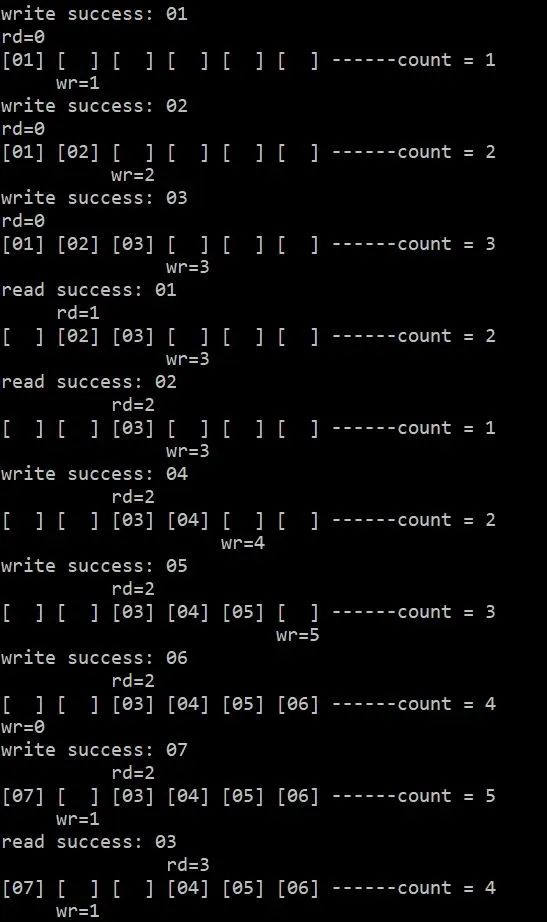 write success: 01
rd=0
[01] [  ] [  ] [  ] [  ] [  ] ------count = 1
     wr=1
write success: 02
rd=0
[01] [02] [  ] [  ] [  ] [  ] ------count = 2
          wr=2
write success: 03
rd=0
[01] [02] [03] [  ] [  ] [  ] ------count = 3
               wr=3
read success: 01
     rd=1
[  ] [02] [03] [  ] [  ] [  ] ------count = 2
               wr=3
read success: 02
          rd=2
[  ] [  ] [03] [  ] [  ] [  ] ------count = 1
               wr=3
write success: 04
          rd=2
[  ] [  ] [03] [04] [  ] [  ] ------count = 2
                    wr=4
write success: 05
          rd=2
[  ] [  ] [03] [04] [05] [  ] ------count = 3
                         wr=5
write success: 06
          rd=2
[  ] [  ] [03] [04] [05] [06] ------count = 4
wr=0
write success: 07
          rd=2
[07] [  ] [03] [04] [05] [06] ------count = 5
     wr=1
read success: 03
               rd=3
[07] [  ] [  ] [04] [05] [06] ------count = 4
     wr=1